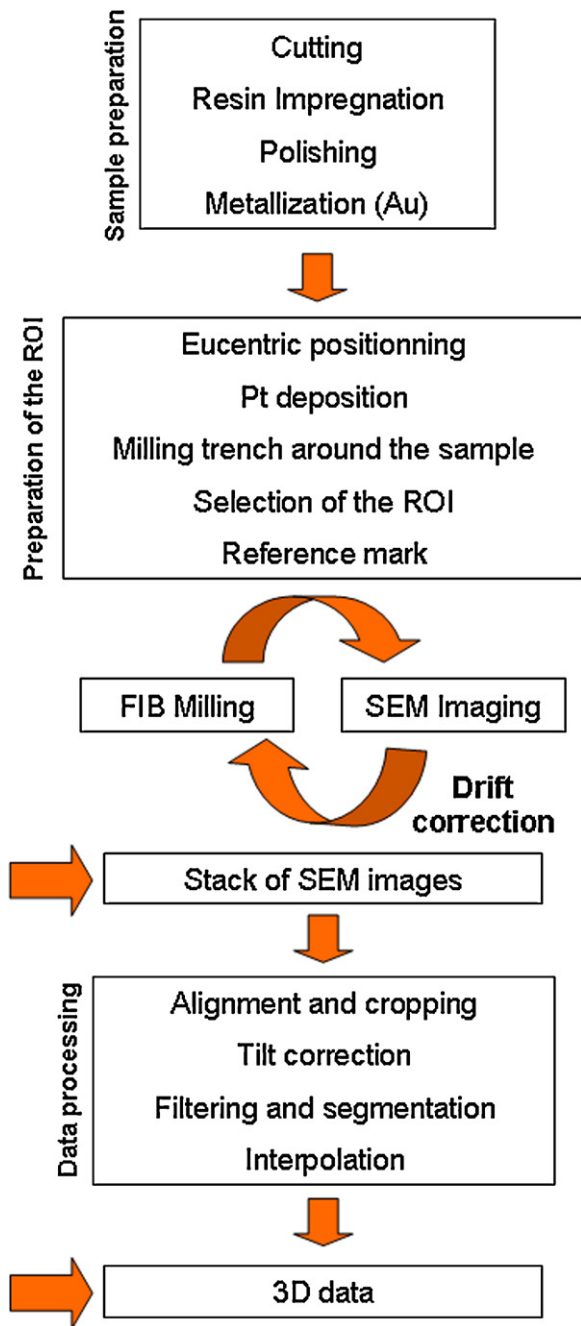 Sample preparation
Cutting
Resin Impregnation
Polishing
Metallization (Au)
Preparation of the ROI
Eucentric positionning
Pt deposition
Milling trench around the sample
Selection of the ROI
Reference mark
FIB Milling
SEM Imaging
Drift
correction
Stack of SEM images
Data processing
Alignment and cropping
Tilt correction
Filtering and segmentation
Interpolation
3D data